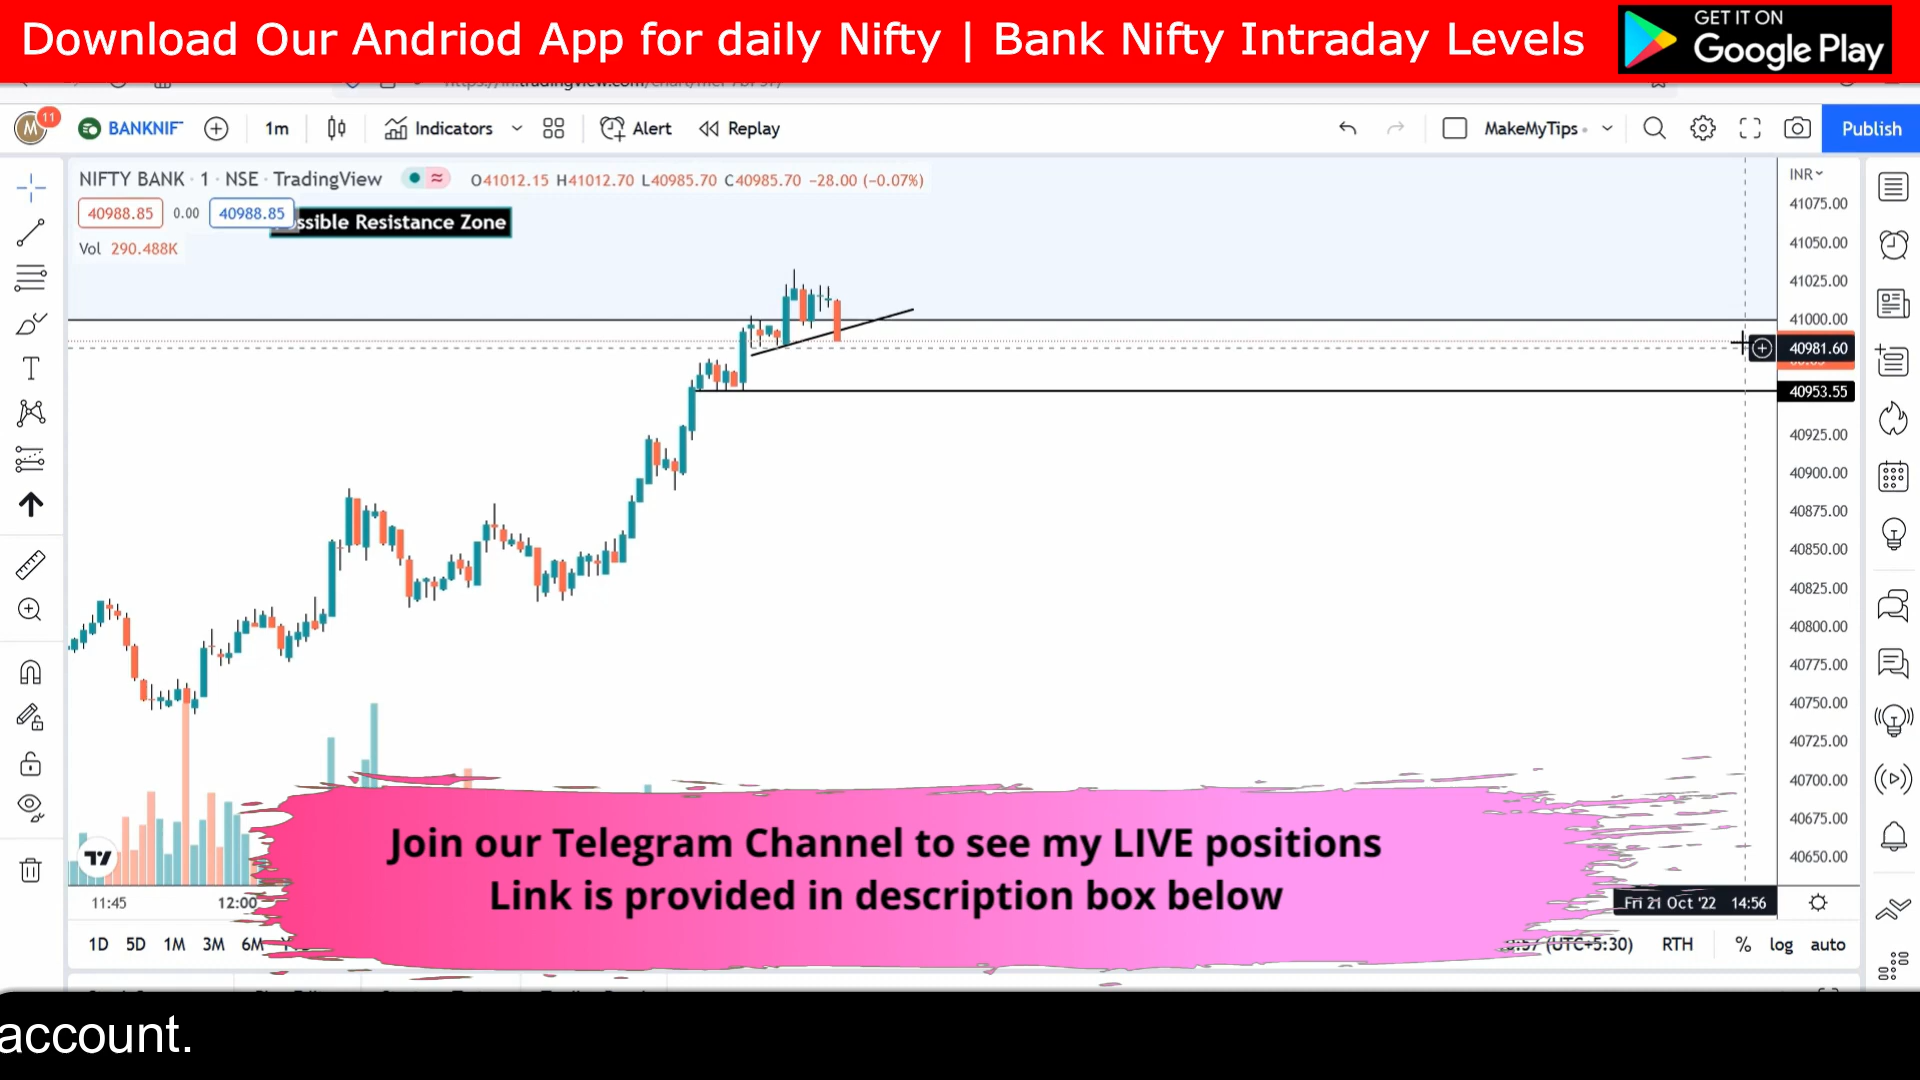 Download Our Andriod App for daily Nifty | Bank Nifty Intraday Levels
GET IT ON
Google Play
M
11
BANKNIF
1m
Indicators
Alert
Replay
MakeMyTips
Publish
NIFTY BANK · 1 · NSE · TradingView
O41012.15 H41012.70 L40985.70 C40985.70 −28.00 (−0.07%)
INR
40988.85
0.00
40988.85
ssible Resistance Zone
Vol 290.488K
41075.00
41050.00
41025.00
41000.00
40981.60
40953.55
40925.00
40900.00
40875.00
40850.00
40825.00
40800.00
40775.00
40750.00
40725.00
40700.00
40675.00
40650.00
Join our Telegram Channel to see my LIVE positions
Link is provided in description box below
11:45
12:00
Fri 21 Oct '22 14:56
1D 5D 1M 3M 6M
(UTC+5:30)
RTH
%
log
auto
account.